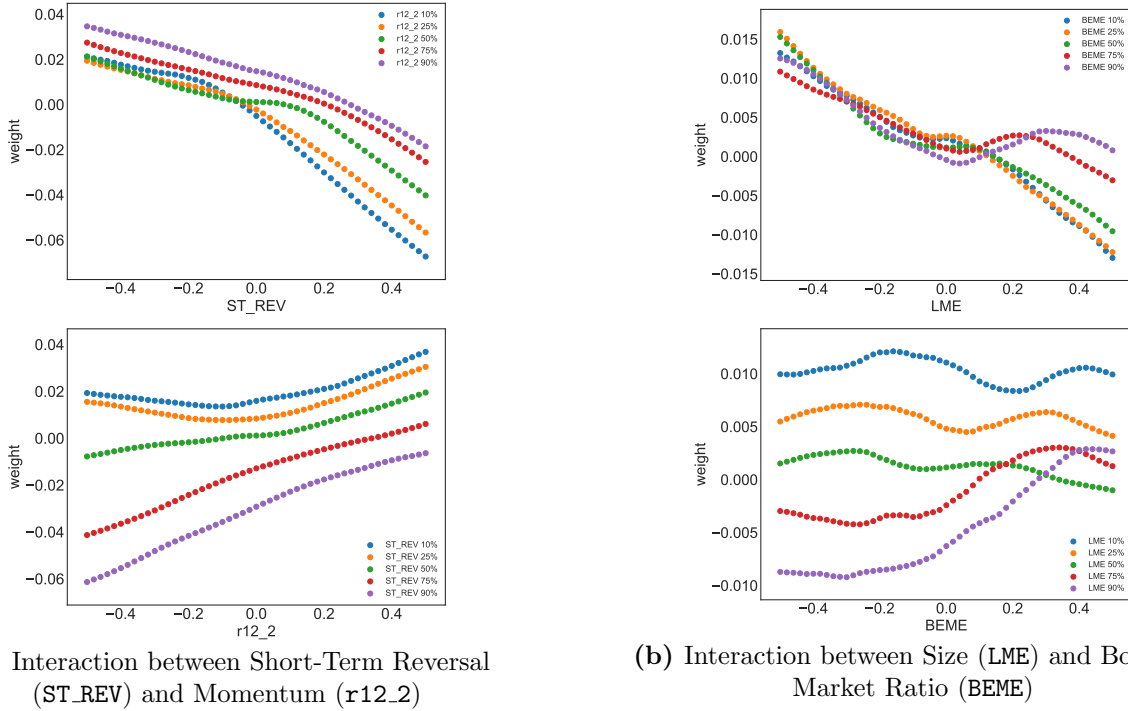 0.04
0.02
0.00
−0.02
−0.04
−0.06
weight
r12_2 10%
r12_2 25%
r12_2 50%
r12_2 75%
r12_2 90%
−0.4
−0.2
0.0
0.2
0.4
ST_REV
0.015
0.010
0.005
0.000
−0.005
−0.010
−0.015
weight
BEME 10%
BEME 25%
BEME 50%
BEME 75%
BEME 90%
−0.4
−0.2
0.0
0.2
0.4
LME
0.04
0.02
0.00
−0.02
−0.04
−0.06
weight
ST_REV 10%
ST_REV 25%
ST_REV 50%
ST_REV 75%
ST_REV 90%
−0.4
−0.2
0.0
0.2
0.4
r12_2
0.010
0.005
0.000
−0.005
−0.010
weight
LME 10%
LME 25%
LME 50%
LME 75%
LME 90%
−0.4
−0.2
0.0
0.2
0.4
BEME
Interaction between Short-Term Reversal
(ST_REV) and Momentum (r12_2)
(b) Interaction between Size (LME) and Bo
Market Ratio (BEME)